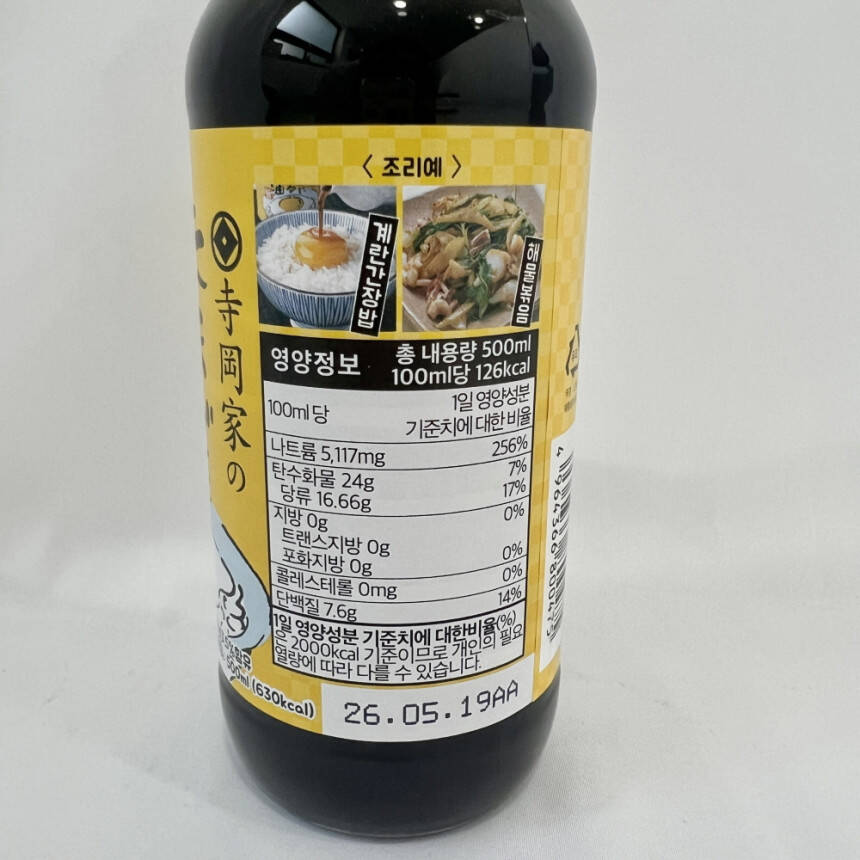 〈 조리예 〉
계란간장밥
해물볶음
寺岡家の
영양정보
총 내용량 500ml
100ml당 126kcal
100ml당
1일 영양성분
기준치에 대한 비율
나트륨 5,117mg 256%
탄수화물 24g 7%
당류 16.66g 17%
지방 0g 0%
트랜스지방 0g
포화지방 0g 0%
콜레스테롤 0mg 0%
단백질 7.6g 14%
1일 영양성분 기준치에 대한비율(%)
은 2000kcal 기준이므로 개인의 필요
열량에 따라 다를 수 있습니다.
500ml (630kcal)
26.05.19AA